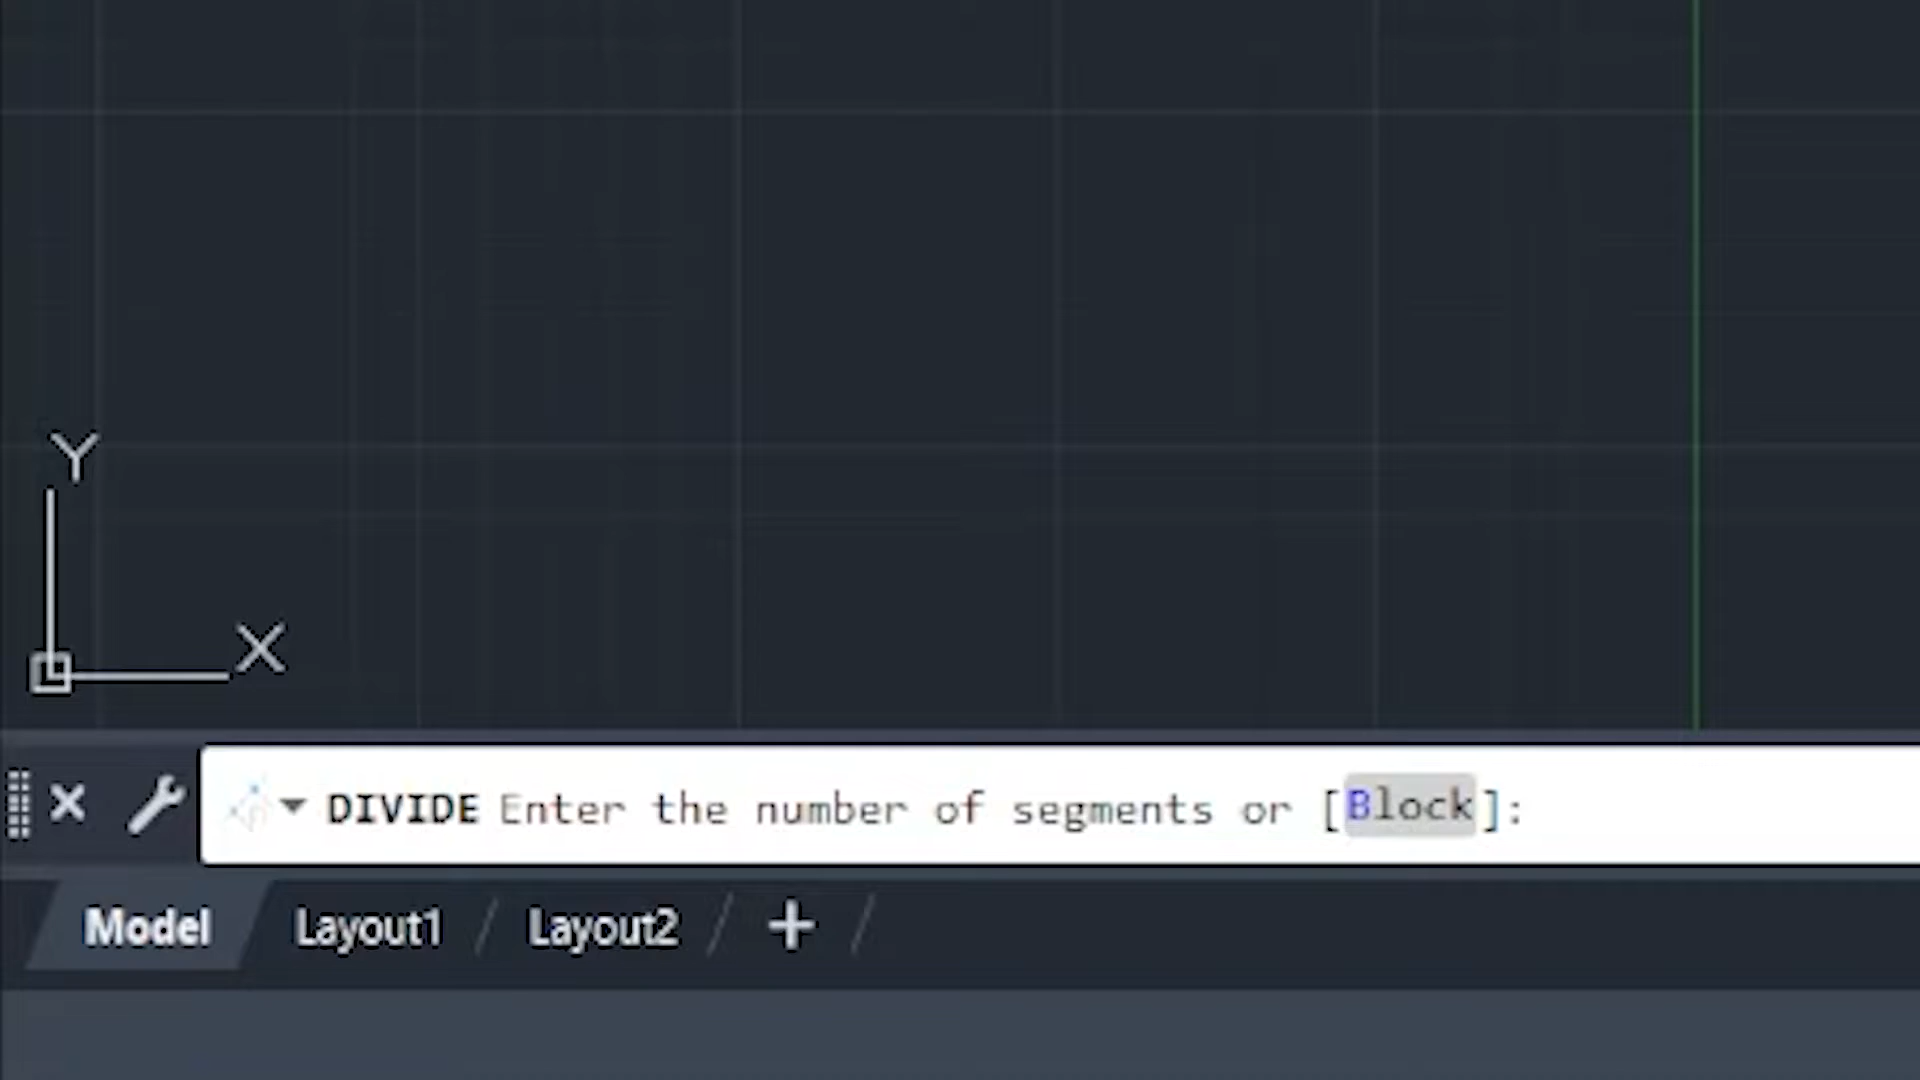 Y
X
DIVIDE Enter the number of segments or [Block]:
Model Layout1 Layout2 +